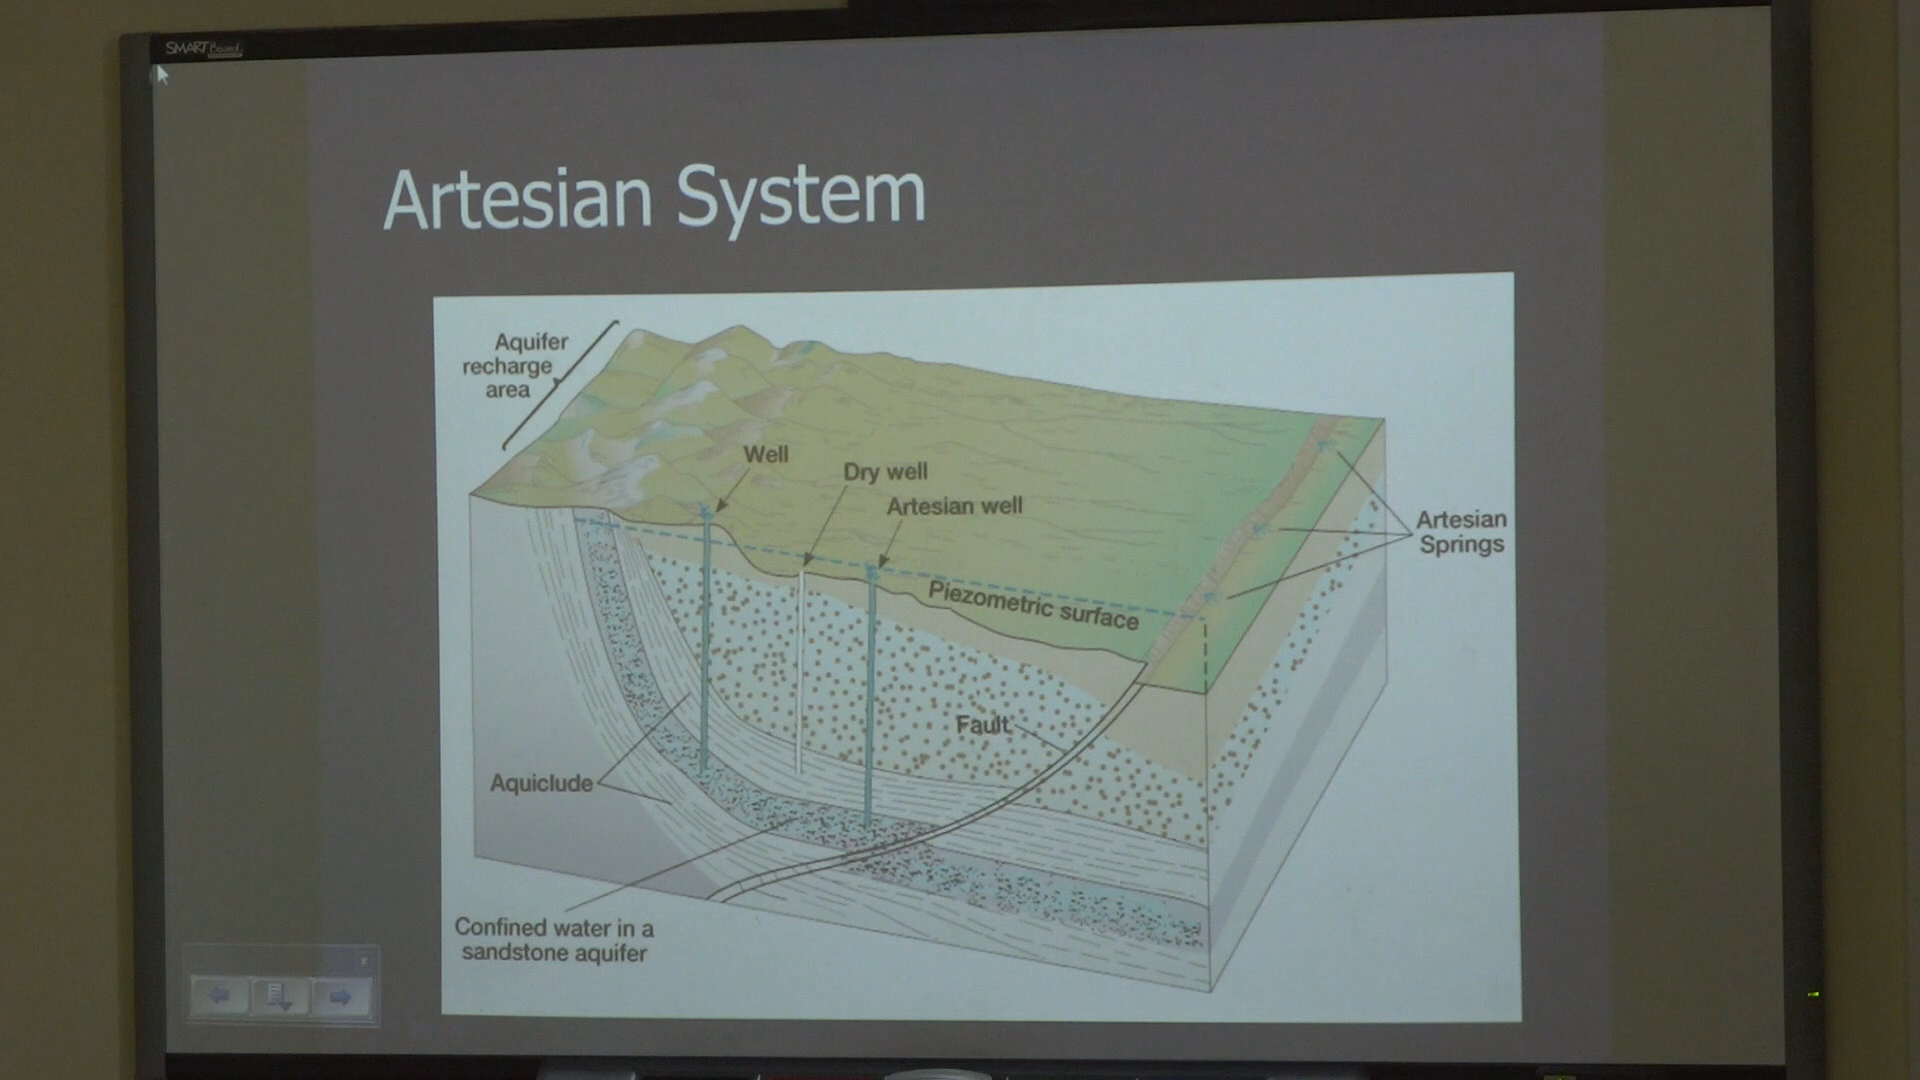 SMART Board
Artesian System
Aquifer
recharge
area
Well
Dry well
Artesian well
Artesian
Springs
Piezometric surface
Fault
Aquiclude
Confined water in a
sandstone aquifer